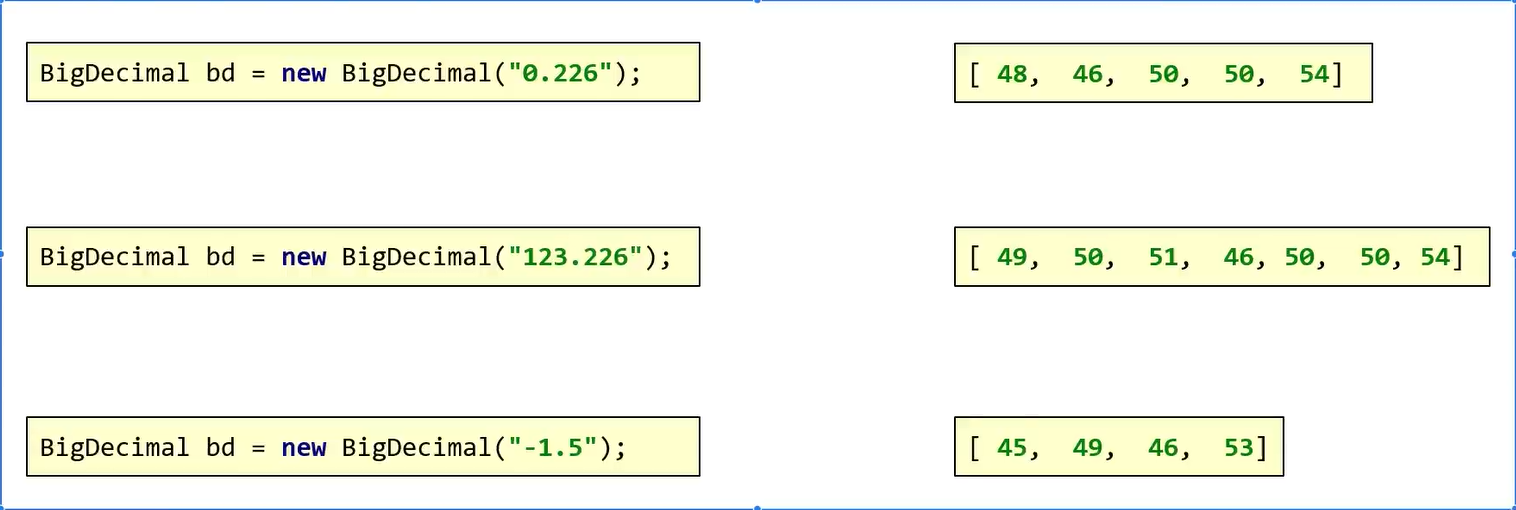 BigDecimal bd = new BigDecimal("0.226");
[ 48, 46, 50, 50, 54]
BigDecimal bd = new BigDecimal("123.226");
[ 49, 50, 51, 46, 50, 50, 54]
BigDecimal bd = new BigDecimal("-1.5");
[ 45, 49, 46, 53]